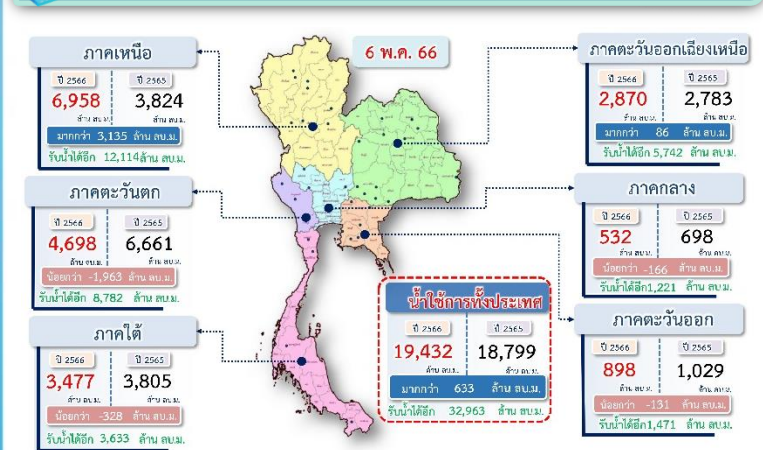 6 พ.ค. 66
ภาคเหนือ
ปี 2566 ปี 2565
6,958 3,824
ล้าน ลบ.ม. ล้าน ลบ.ม.
มากกว่า 3,135 ล้าน ลบ.ม.
รับน้ำได้อีก 12,114 ล้าน ลบ.ม.
ภาคตะวันตก
ปี 2566 ปี 2565
4,698 6,661
ล้าน ลบ.ม. ล้าน ลบ.ม.
น้อยกว่า -1,963 ล้าน ลบ.ม.
รับน้ำได้อีก 8,782 ล้าน ลบ.ม.
ภาคใต้
ปี 2566 ปี 2565
3,477 3,805
ล้าน ลบ.ม. ล้าน ลบ.ม.
น้อยกว่า -328 ล้าน ลบ.ม.
รับน้ำได้อีก 3,633 ล้าน ลบ.ม.
น้ำใช้การทั้งประเทศ
ปี 2566 ปี 2565
19,432 18,799
ล้าน ลบ.ม. ล้าน ลบ.ม.
มากกว่า 633 ล้าน ลบ.ม.
รับน้ำได้อีก 32,963 ล้าน ลบ.ม.
ภาคตะวันออกเฉียงเหนือ
ปี 2566 ปี 2565
2,870 2,783
ล้าน ลบ.ม. ล้าน ลบ.ม.
มากกว่า 86 ล้าน ลบ.ม.
รับน้ำได้อีก 5,742 ล้าน ลบ.ม.
ภาคกลาง
ปี 2566 ปี 2565
532 698
ล้าน ลบ.ม. ล้าน ลบ.ม.
น้อยกว่า -166 ล้าน ลบ.ม.
รับน้ำได้อีก1,221 ล้าน ลบ.ม.
ภาคตะวันออก
ปี 2566 ปี 2565
898 1,029
ล้าน ลบ.ม. ล้าน ลบ.ม.
น้อยกว่า -131 ล้าน ลบ.ม.
รับน้ำได้อีก1,471 ล้าน ลบ.ม.